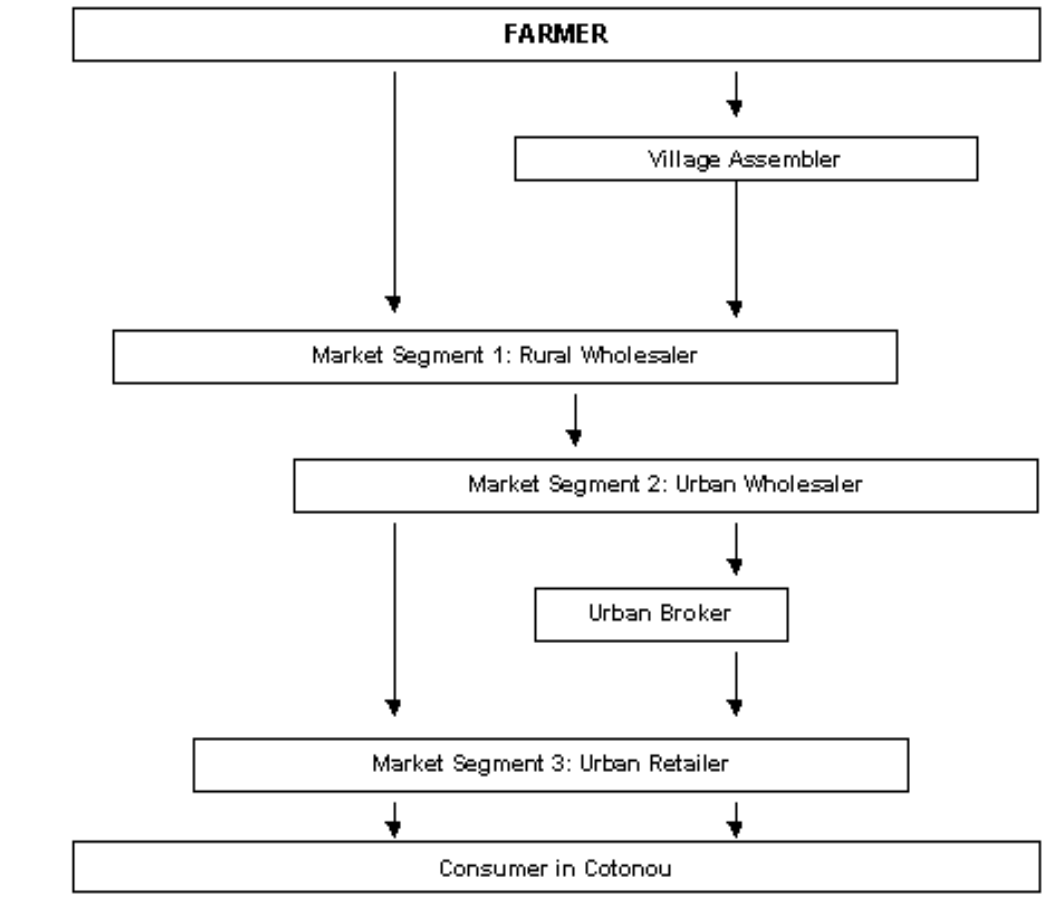 FARMER
Village Assembler
Market Segment 1: Rural Wholesaler
Market Segment 2: Urban Wholesaler
Urban Broker
Market Segment 3: Urban Retailer
Consumer in Cotonou